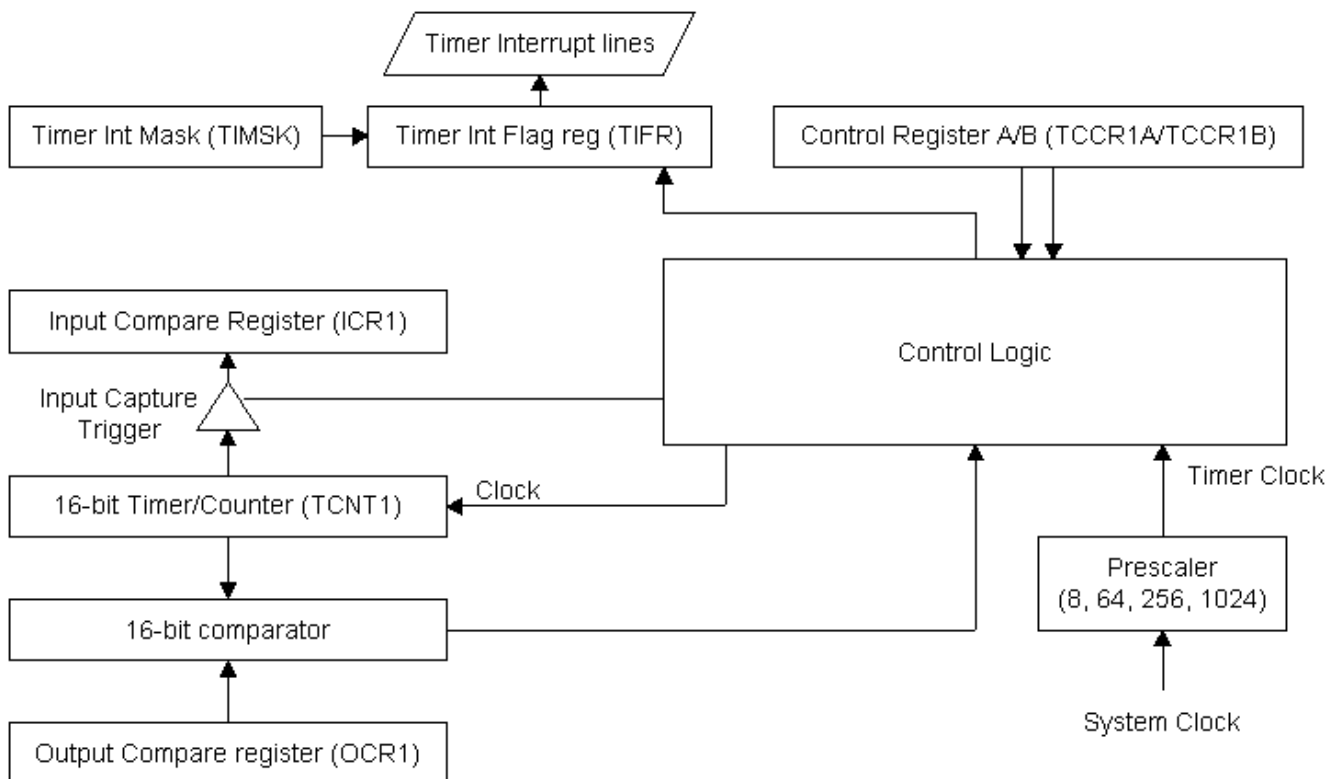 Timer Interrupt lines
Timer Int Mask (TIMSK)
Timer Int Flag reg (TIFR)
Control Register A/B (TCCR1A/TCCR1B)
Input Compare Register (ICR1)
Control Logic
Input Capture
Trigger
Timer Clock
16-bit Timer/Counter (TCNT1)
Clock
Prescaler
(8, 64, 256, 1024)
16-bit comparator
System Clock
Output Compare register (OCR1)